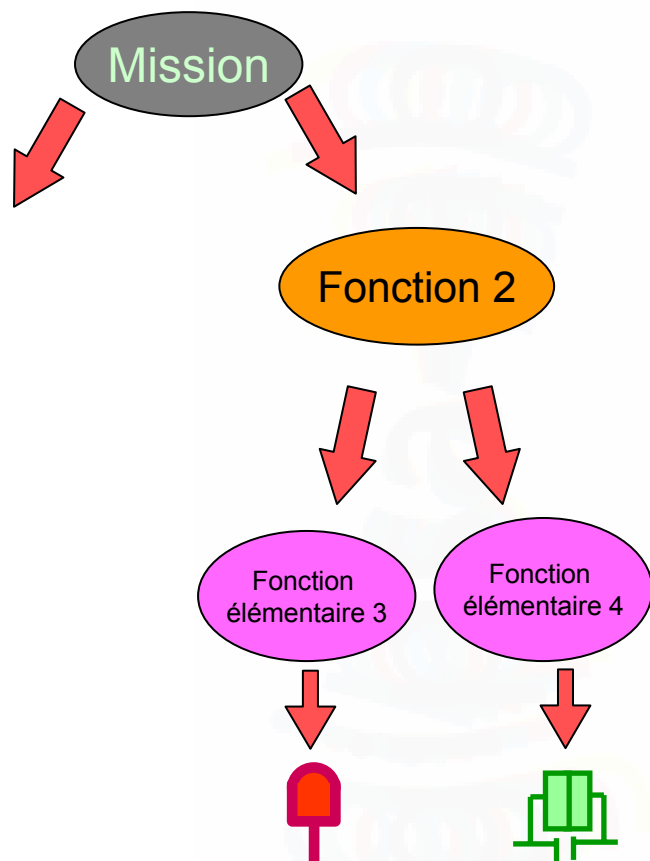 Mission
Fonction 2
Fonction
élémentaire 3
Fonction
élémentaire 4